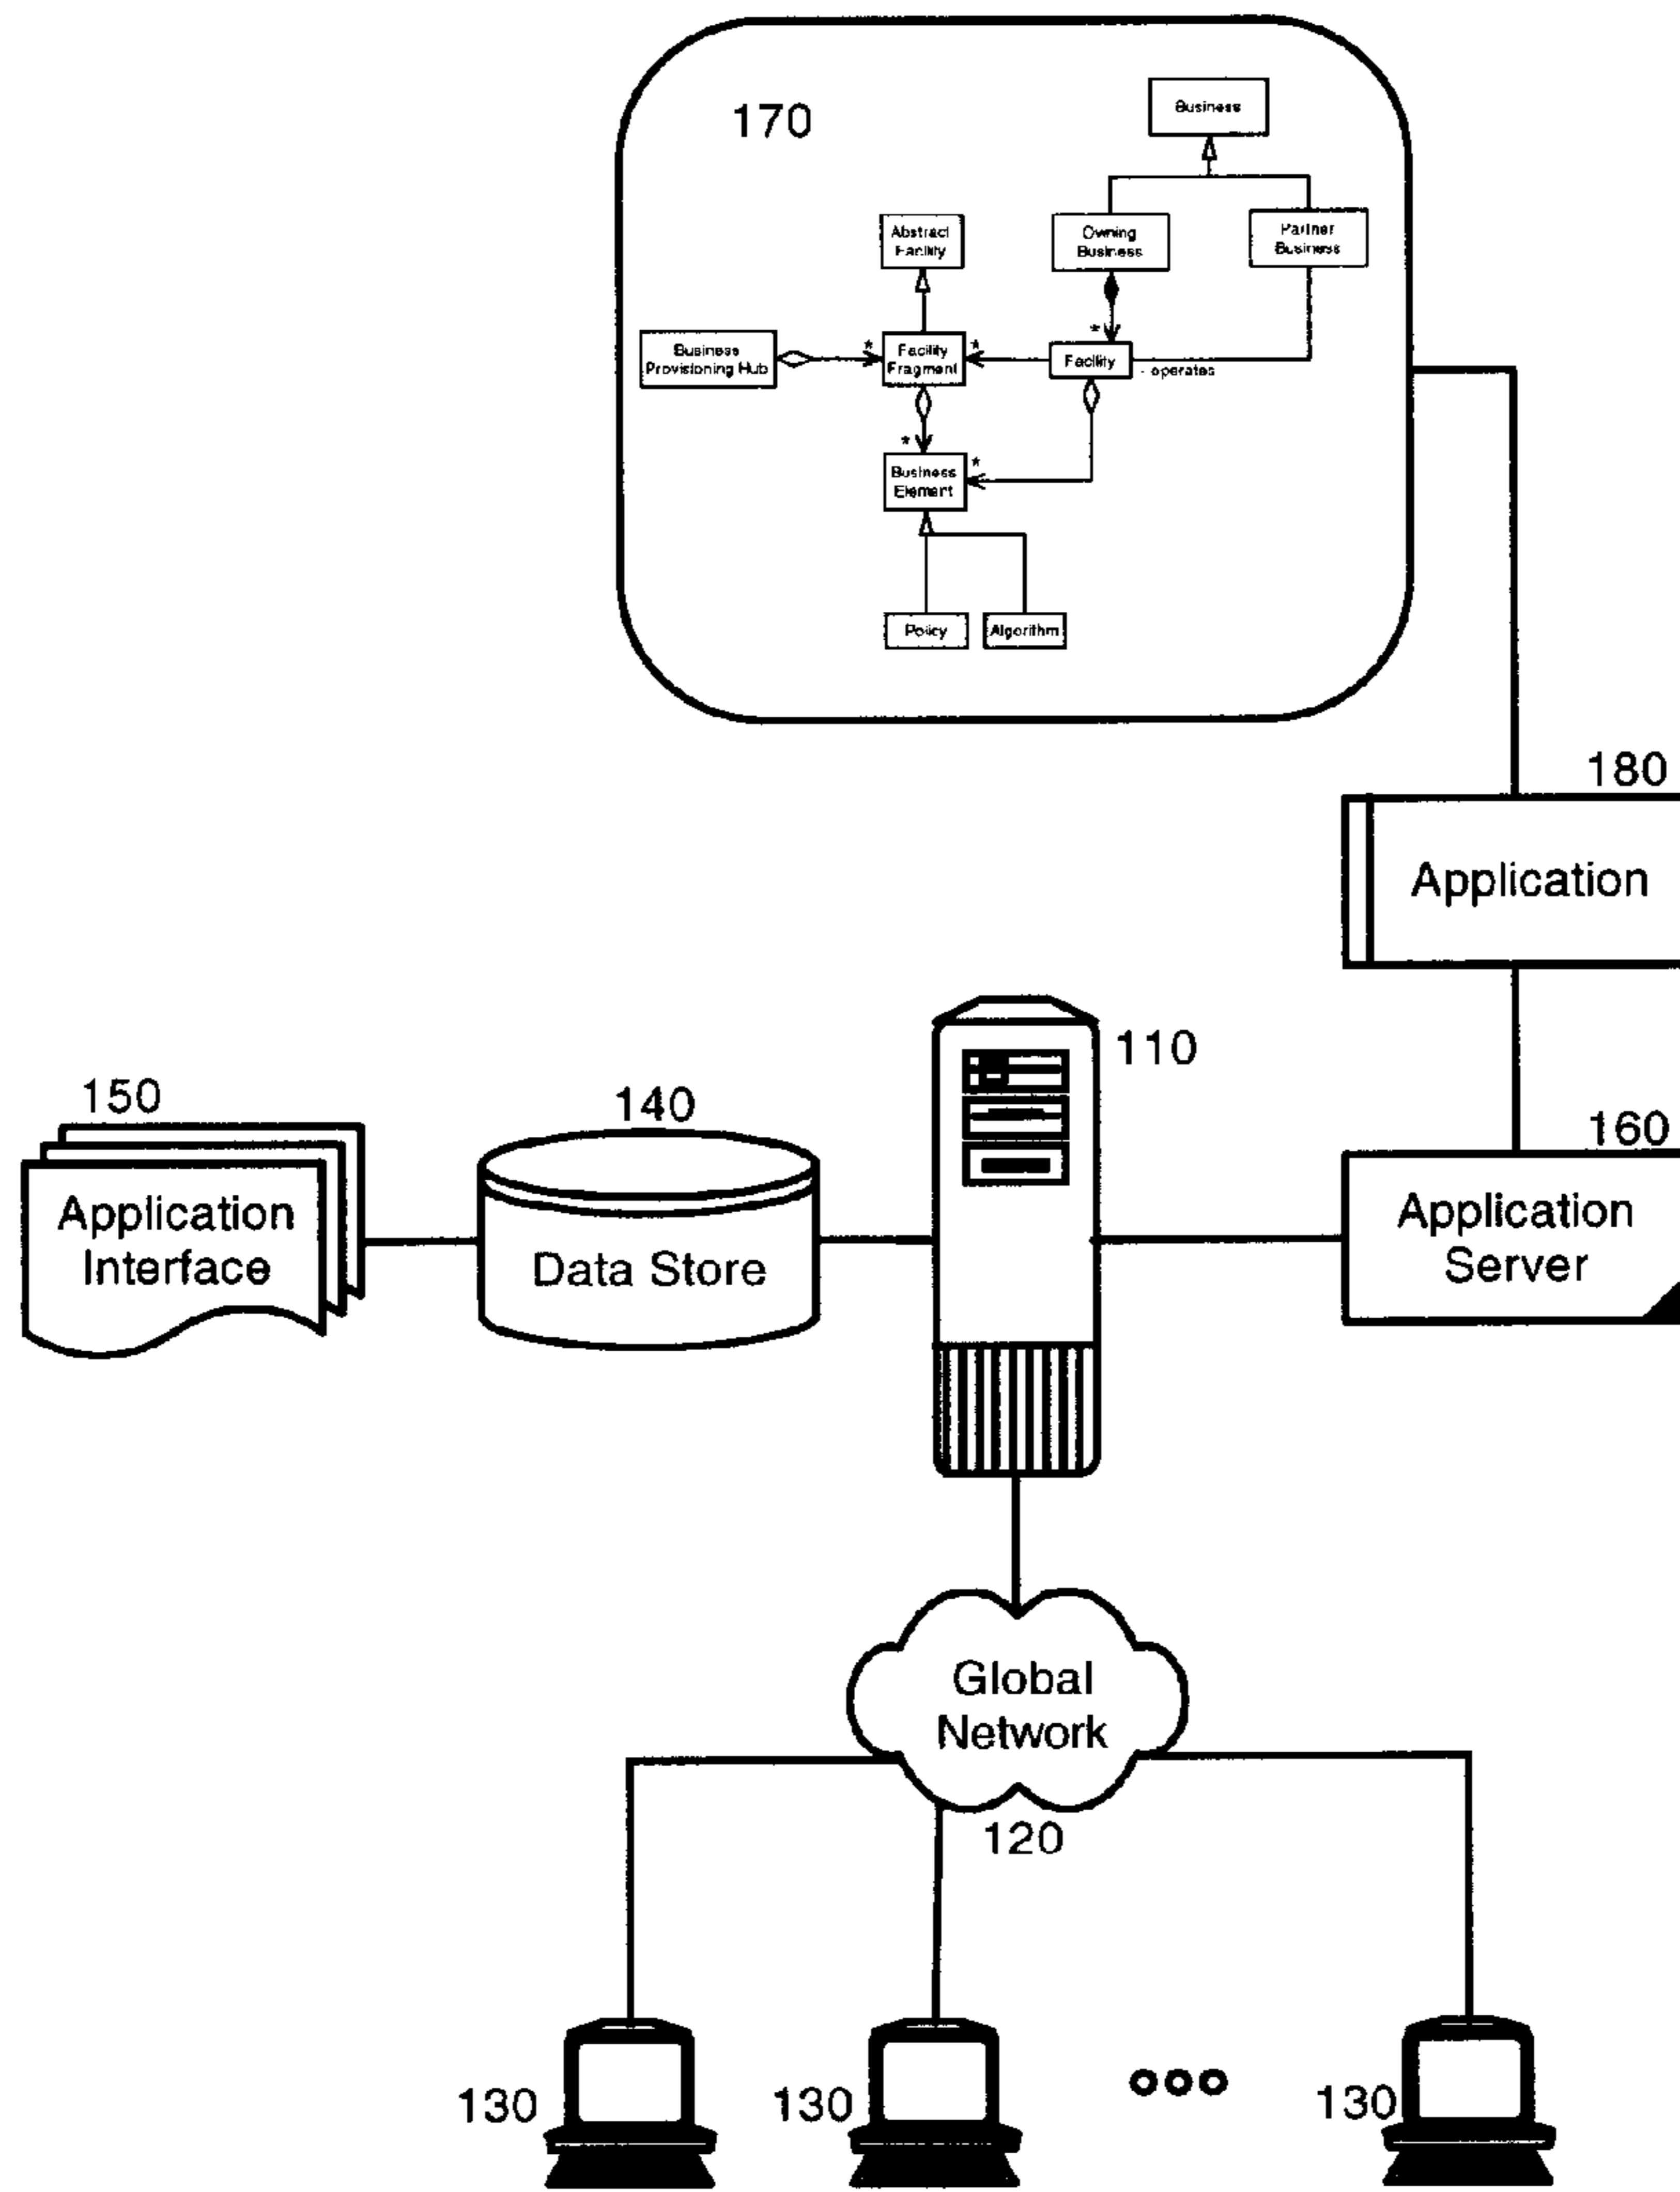 170
Business
Abstract
Facility
Owning
Business
Partner
Business
Business
Provisioning Hub
*
Facility
Fragment
*
*
Facility
- operates
*
Business
Element
*
Policy
Algorithm
180
Application
110
150
140
160
Application
Interface
Data Store
Application
Server
Global
Network
120
130
130
130